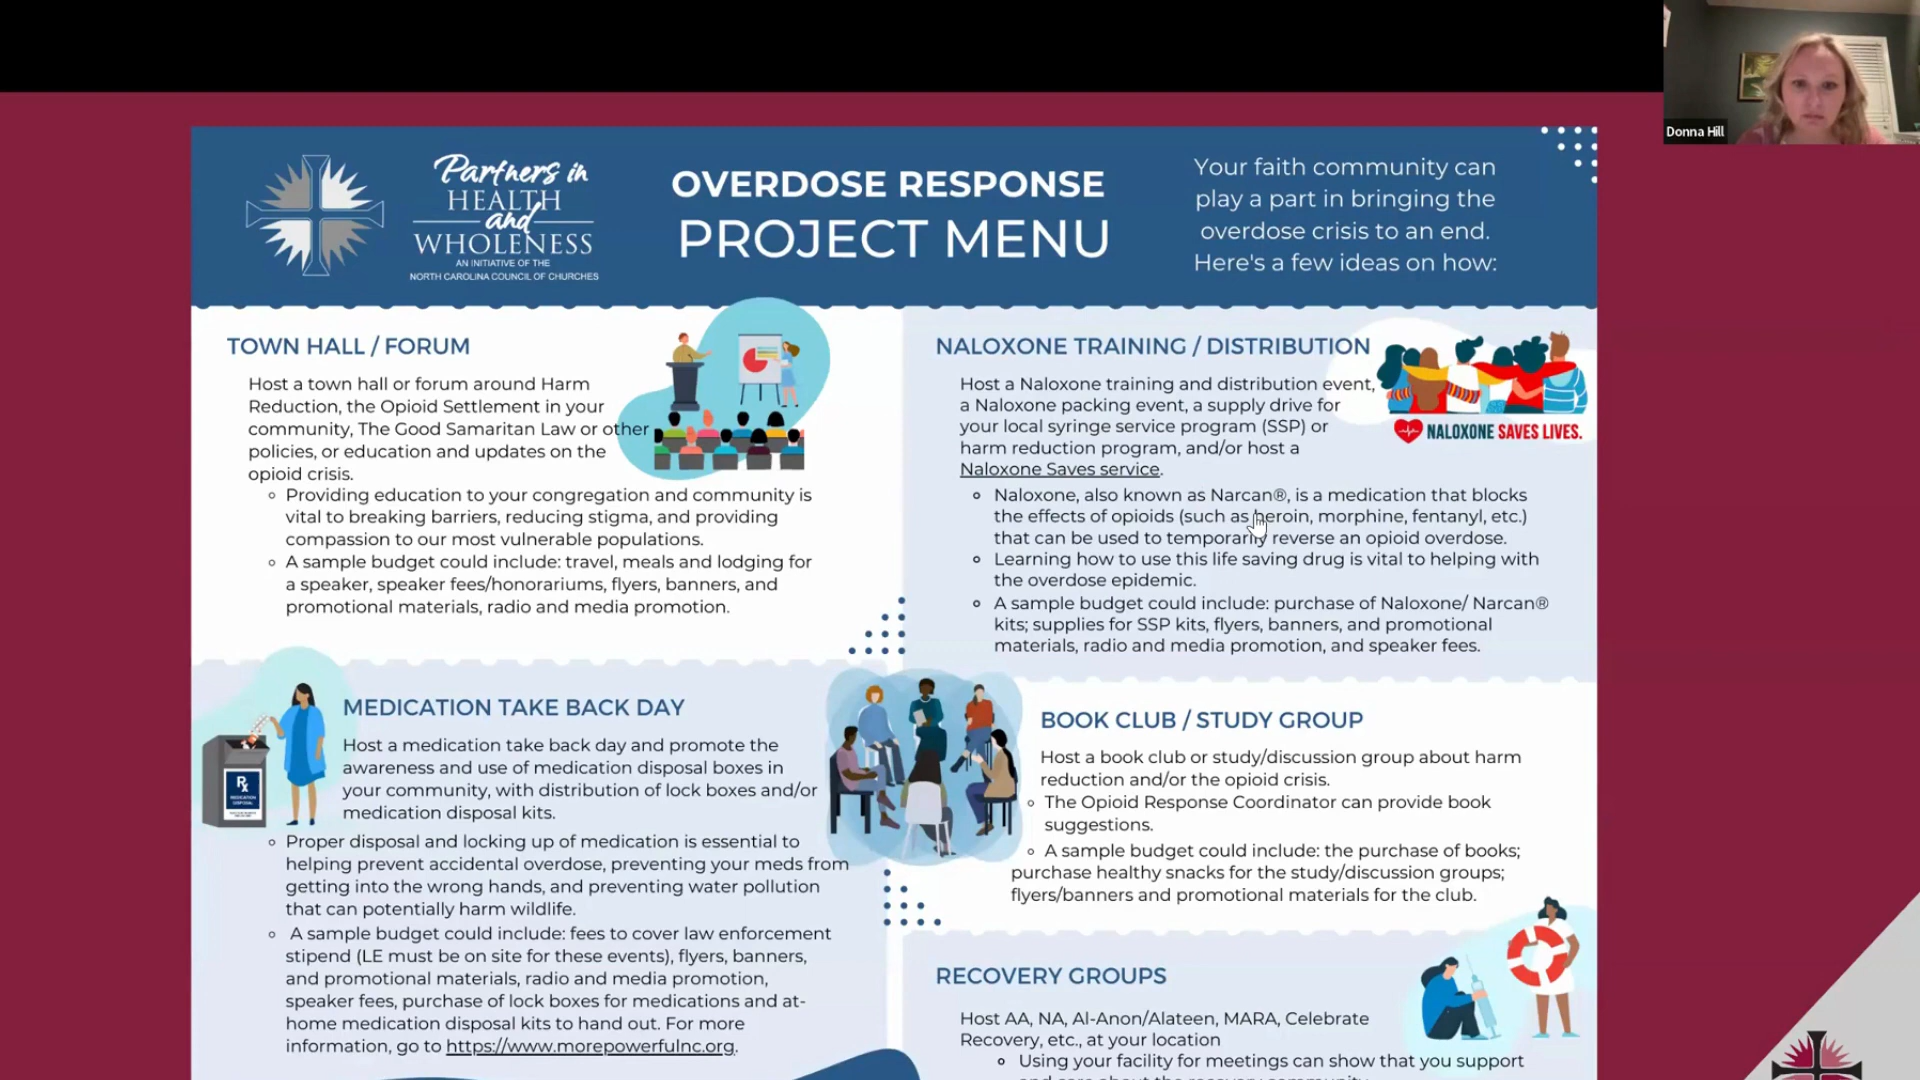 Donna Hill
Partners in
HEALTH
and
WHOLENESS
AN INITIATIVE OF THE
NORTH CAROLINA COUNCIL OF CHURCHES
OVERDOSE RESPONSE
PROJECT MENU
Your faith community can
play a part in bringing the
overdose crisis to an end.
Here's a few ideas on how:
TOWN HALL / FORUM
Host a town hall or forum around Harm
Reduction, the Opioid Settlement in your
community, The Good Samaritan Law or other
policies, or education and updates on the
opioid crisis.
Providing education to your congregation and community is
vital to breaking barriers, reducing stigma, and providing
compassion to our most vulnerable populations.
A sample budget could include: travel, meals and lodging for
a speaker, speaker fees/honorariums, flyers, banners, and
promotional materials, radio and media promotion.
NALOXONE TRAINING / DISTRIBUTION
Host a Naloxone training and distribution event,
a Naloxone packing event, a supply drive for
your local syringe service program (SSP) or
harm reduction program, and/or host a
Naloxone Saves service.
NALOXONE SAVES LIVES.
Naloxone, also known as Narcan®, is a medication that blocks
the effects of opioids (such as heroin, morphine, fentanyl, etc.)
that can be used to temporarily reverse an opioid overdose.
Learning how to use this life saving drug is vital to helping with
the overdose epidemic.
A sample budget could include: purchase of Naloxone/ Narcan®
kits; supplies for SSP kits, flyers, banners, and promotional
materials, radio and media promotion, and speaker fees.
MEDICATION TAKE BACK DAY
Host a medication take back day and promote the
awareness and use of medication disposal boxes in
your community, with distribution of lock boxes and/or
medication disposal kits.
Rx
MEDICATION
DISPOSAL
Proper disposal and locking up of medication is essential to
helping prevent accidental overdose, preventing your meds from
getting into the wrong hands, and preventing water pollution
that can potentially harm wildlife.
A sample budget could include: fees to cover law enforcement
stipend (LE must be on site for these events), flyers, banners,
and promotional materials, radio and media promotion,
speaker fees, purchase of lock boxes for medications and at-
home medication disposal kits to hand out. For more
information, go to https://www.morepowerfulnc.org.
BOOK CLUB / STUDY GROUP
Host a book club or study/discussion group about harm
reduction and/or the opioid crisis.
The Opioid Response Coordinator can provide book
suggestions.
A sample budget could include: the purchase of books;
purchase healthy snacks for the study/discussion groups;
flyers/banners and promotional materials for the club.
RECOVERY GROUPS
Host AA, NA, Al-Anon/Alateen, MARA, Celebrate
Recovery, etc., at your location
Using your facility for meetings can show that you support
and care about the recovery community.